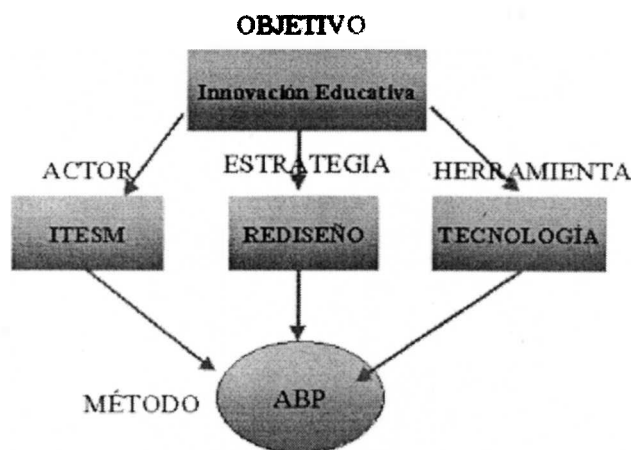 OBJETIVO
Innovación Educativa
ACTOR
ESTRATEGIA
HERRAMIENTA
ITESM
REDISEÑO
TECNOLOGÍA
MÉTODO
ABP